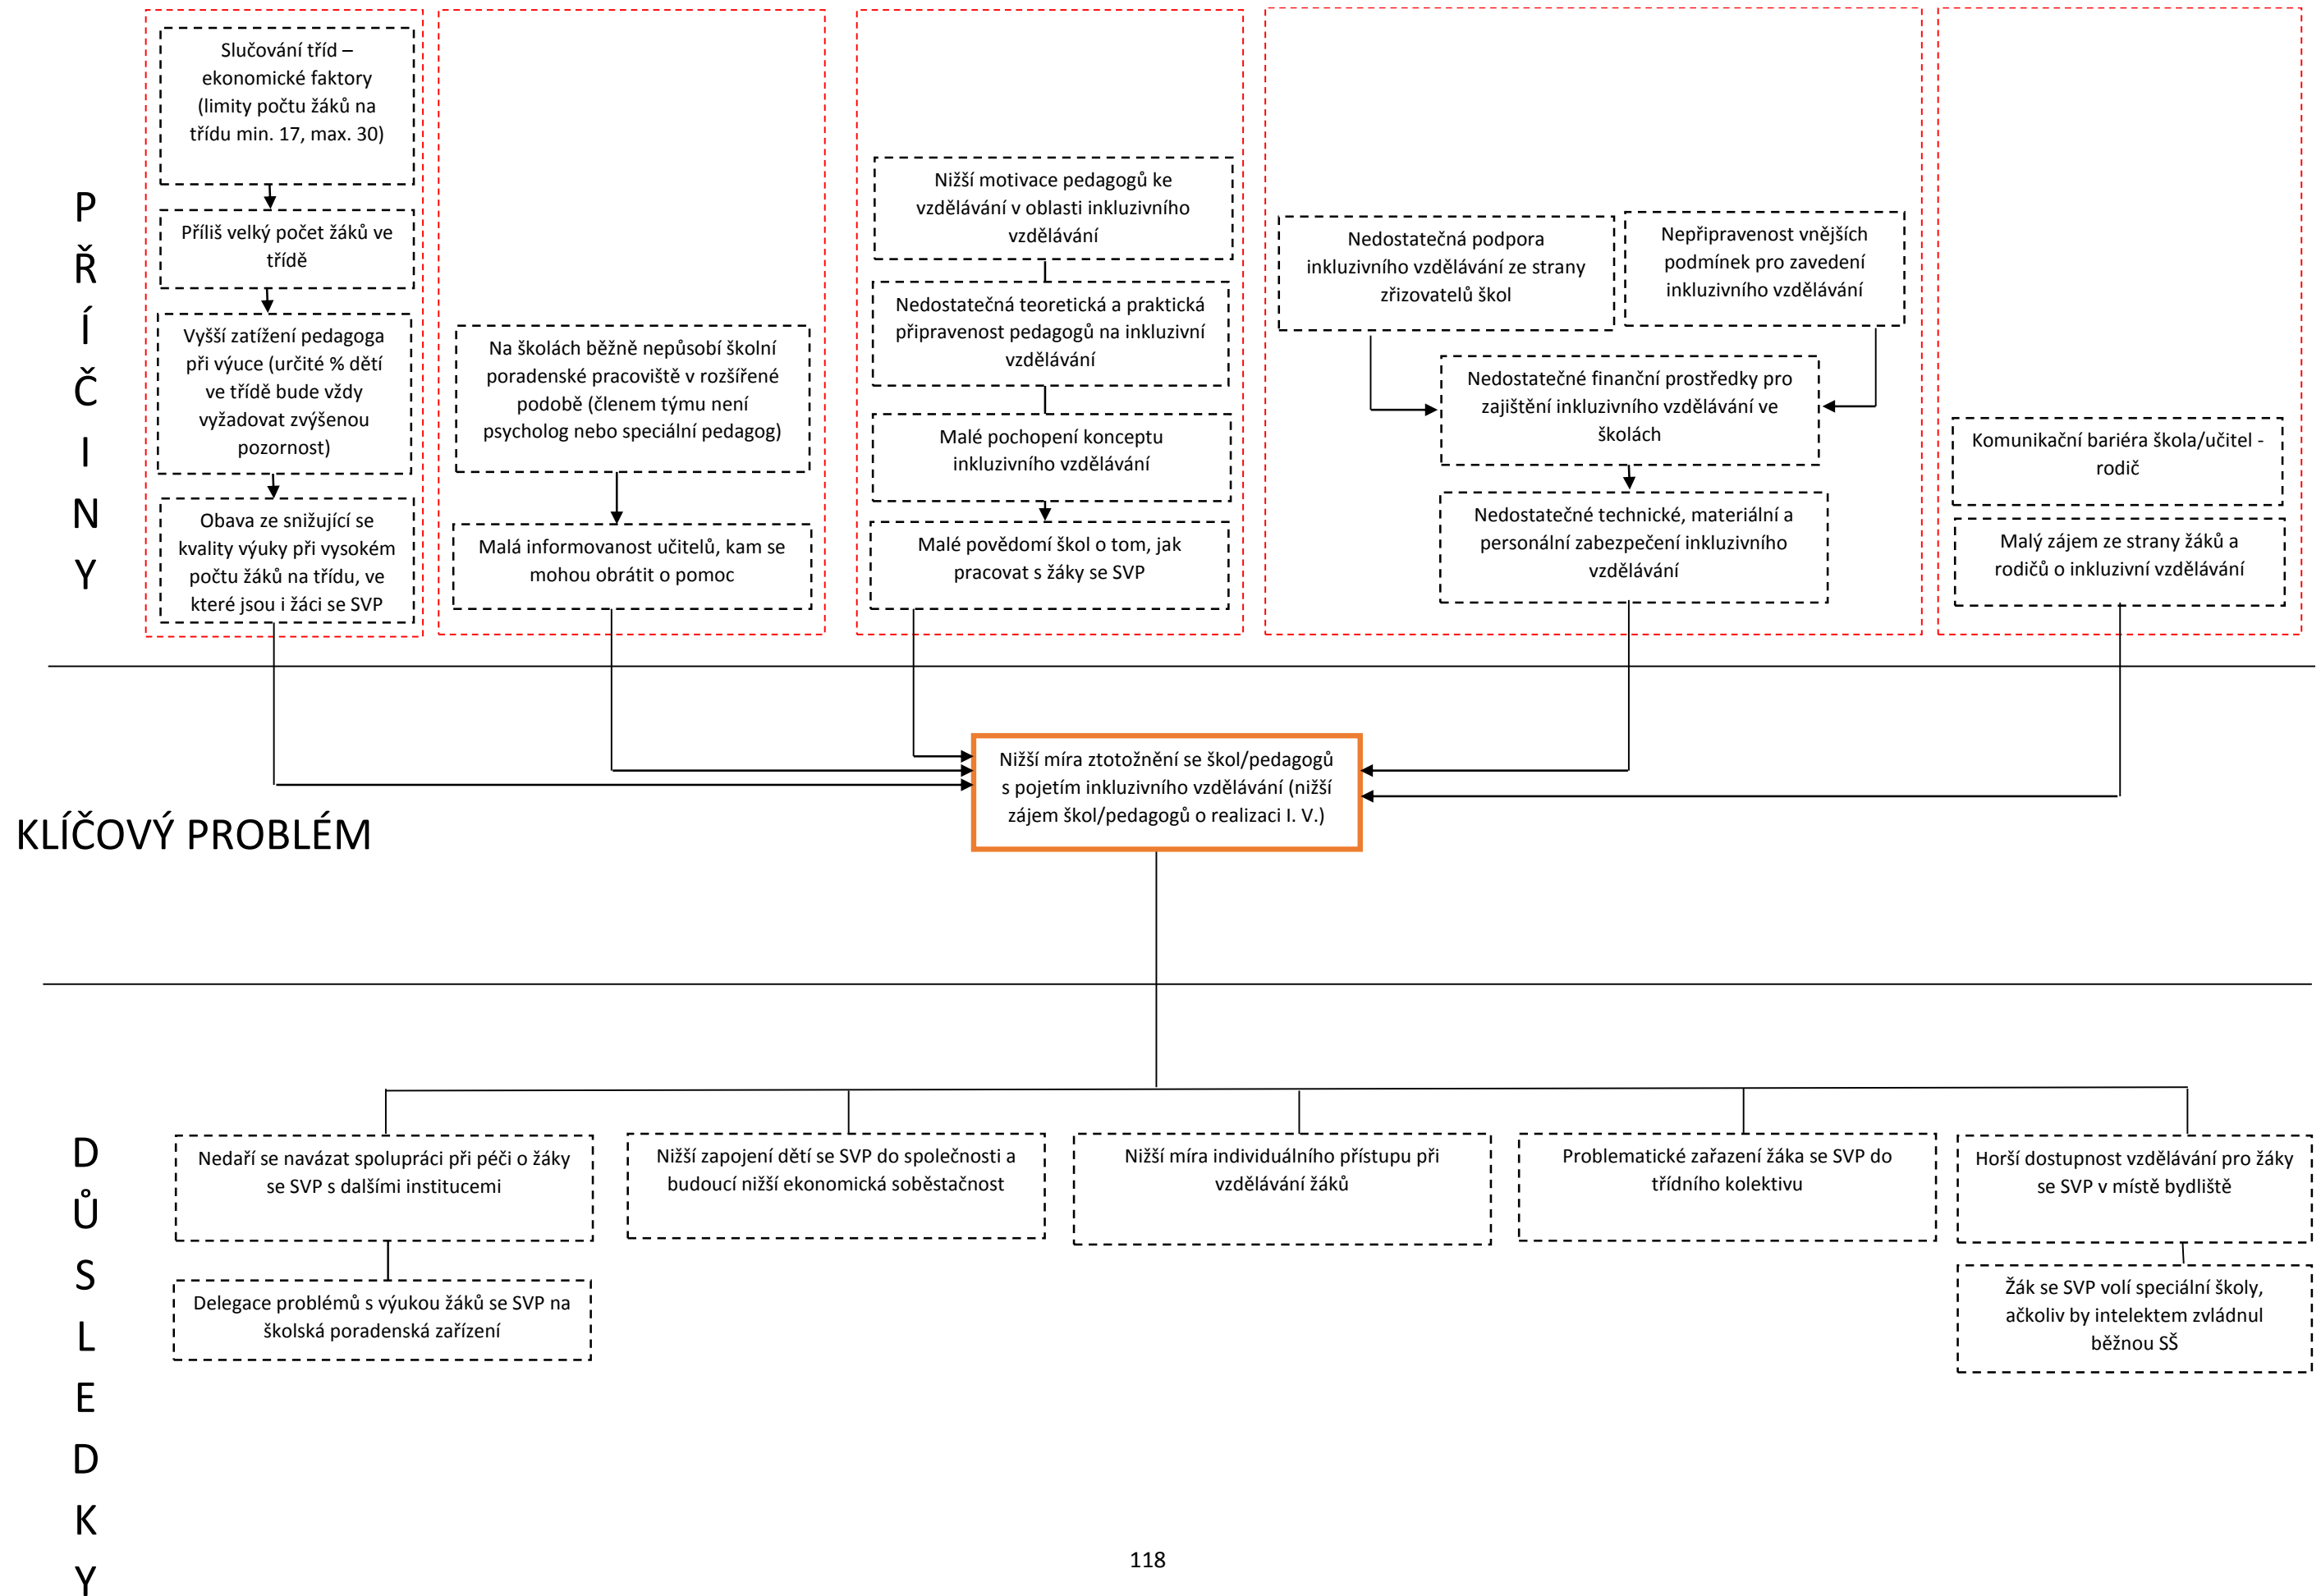 PŘÍČINY
Slučování tříd –
ekonomické faktory
(limity počtu žáků na
třídu min. 17, max. 30)
Příliš velký počet žáků ve
třídě
Vyšší zatížení pedagoga
při výuce (určité % dětí
ve třídě bude vždy
vyžadovat zvýšenou
pozornost)
Obava ze snižující se
kvality výuky při vysokém
počtu žáků na třídu, ve
které jsou i žáci se SVP
Na školách běžně nepůsobí školní
poradenské pracoviště v rozšířené
podobě (členem týmu není
psycholog nebo speciální pedagog)
Malá informovanost učitelů, kam se
mohou obrátit o pomoc
Nižší motivace pedagogů ke
vzdělávání v oblasti inkluzivního
vzdělávání
Nedostatečná teoretická a praktická
připravenost pedagogů na inkluzivní
vzdělávání
Malé pochopení konceptu
inkluzivního vzdělávání
Malé povědomí škol o tom, jak
pracovat s žáky se SVP
Nedostatečná podpora
inkluzivního vzdělávání ze strany
zřizovatelů škol
Nepřipravenost vnějších
podmínek pro zavedení
inkluzivního vzdělávání
Nedostatečné finanční prostředky pro
zajištění inkluzivního vzdělávání ve
školách
Nedostatečné technické, materiální a
personální zabezpečení inkluzivního
vzdělávání
Komunikační bariéra škola/učitel -
rodič
Malý zájem ze strany žáků a
rodičů o inkluzivní vzdělávání
KLÍČOVÝ PROBLÉM
Nižší míra ztotožnění se škol/pedagogů
s pojetím inkluzivního vzdělávání (nižší
zájem škol/pedagogů o realizaci I. V.)
DŮSLEDKY
Nedaří se navázat spolupráci při péči o žáky
se SVP s dalšími institucemi
Delegace problémů s výukou žáků se SVP na
školská poradenská zařízení
Nižší zapojení dětí se SVP do společnosti a
budoucí nižší ekonomická soběstačnost
Nižší míra individuálního přístupu při
vzdělávání žáků
Problematické zařazení žáka se SVP do
třídního kolektivu
Horší dostupnost vzdělávání pro žáky
se SVP v místě bydliště
Žák se SVP volí speciální školy,
ačkoliv by intelektem zvládnul
běžnou SŠ
118